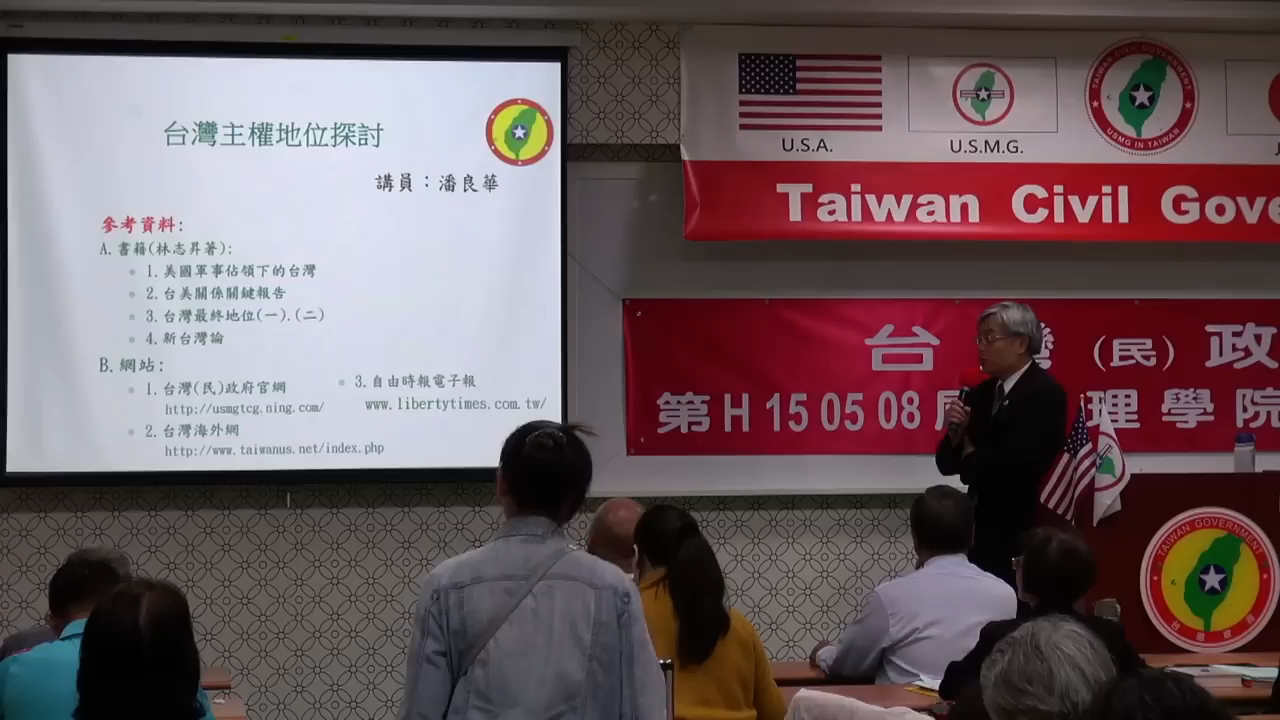 台灣主權地位探討
講員：潘良華
參考資料:
A.書籍(林志昇著):
1.美國軍事佔領下的台灣
2.台美關係關鍵報告
3.台灣最終地位(一).(二)
4.新台灣論
B.網站:
1.台灣(民)政府官網
http://usmgtcg.ning.com/
2.台灣海外網
http://www.taiwanus.net/index.php
3.自由時報電子報
www.libertytimes.com.tw/
U.S.A.
U.S.M.G.
TAIWAN CIVIL GOVERNMENT
USMG IN TAIWAN
J
Taiwan Civil Gove
台灣(民)政
第H150508 理學院
TAIWAN GOVERNMENT